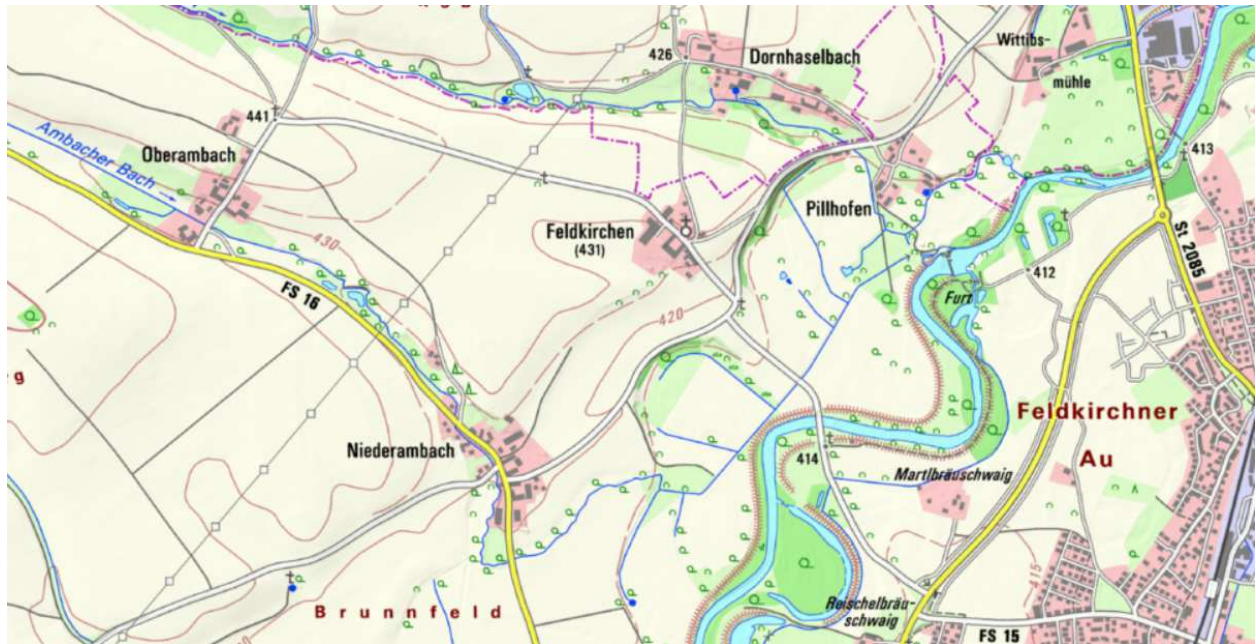 426
Dornhaselbach
Wittibs-
mühle
441
Ambacher Bach
Oberambach
413
Pillhofen
Feldkirchen
(431)
430
St 2085
412
FS 16
Furt
420
Feldkirchner
Au
g
Niederambach
414
Martlbräuschwaig
415
Reischelbräu-
schwaig
Brunnfeld
FS 15